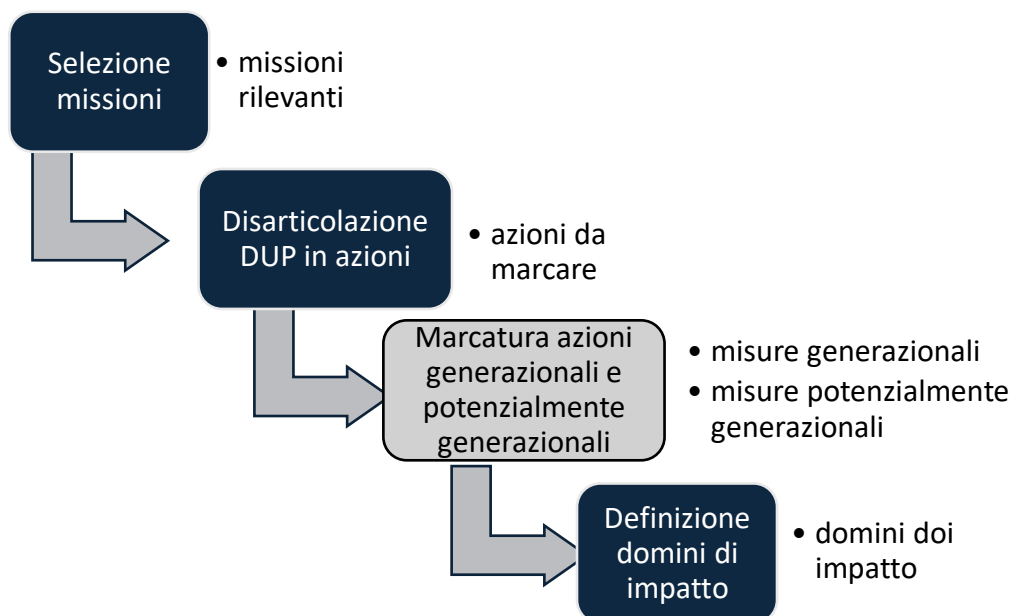 Selezione
missioni
• missioni
rilevanti
Disarticolazione
DUP in azioni
• azioni da
marcare
Marcatura azioni
generazionali e
potenzialmente
generazionali
• misure generazionali
• misure potenzialmente
generazionali
Definizione
domini di
impatto
• domini doi
impatto